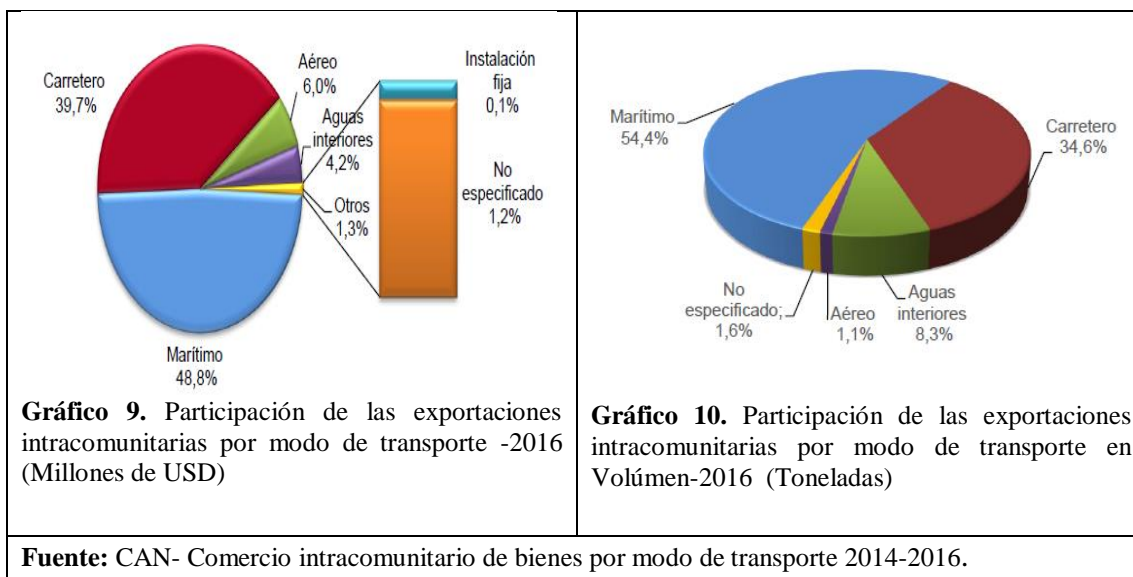 Carretero
39,7%
Aéreo
6,0%
Aguas
interiores
4,2%
Otros
1,3%
Marítimo
48,8%
Instalación
fija
0,1%
No
especificado
1,2%
Gráfico 9. Participación de las exportaciones
intracomunitarias por modo de transporte -2016
(Millones de USD)
Marítimo
54,4%
Carretero
34,6%
No
especificado;
1,6%
Aéreo
1,1%
Aguas
interiores
8,3%
Gráfico 10. Participación de las exportaciones
intracomunitarias por modo de transporte en
Volúmen-2016 (Toneladas)
Fuente: CAN- Comercio intracomunitario de bienes por modo de transporte 2014-2016.